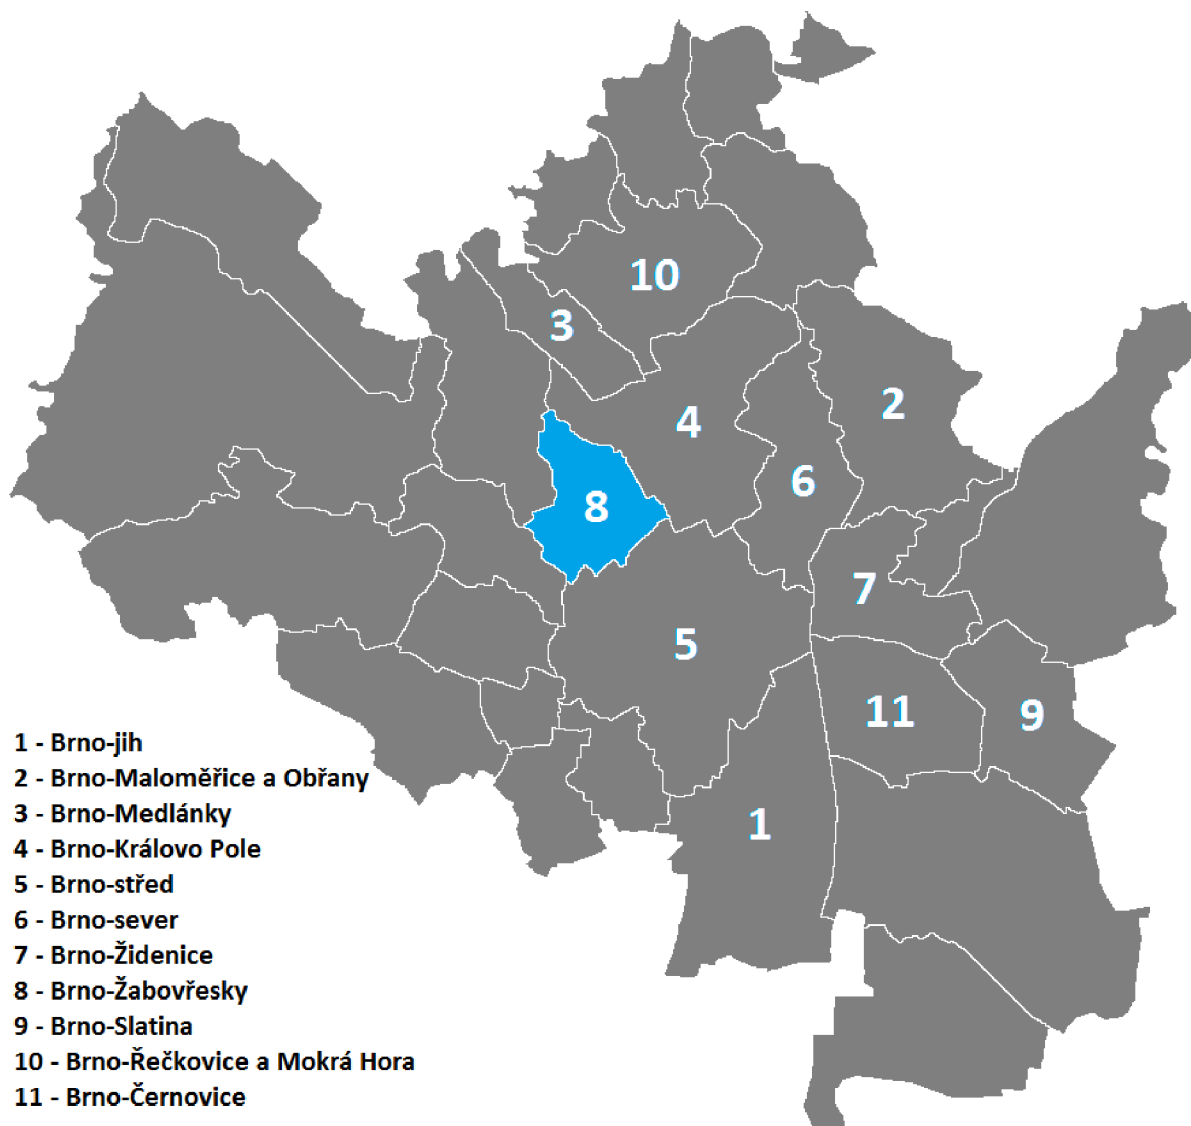 10
3
2
4
6
8
7
5
11
9
1
1 - Brno-jih
2 - Brno-Maloměřice a Obřany
3 - Brno-Medlánky
4 - Brno-Královo Pole
5 - Brno-střed
6 - Brno-sever
7 - Brno-Židenice
8 - Brno-Žabovřesky
9 - Brno-Slatina
10 - Brno-Řečkovice a Mokrá Hora
11 - Brno-Černovice